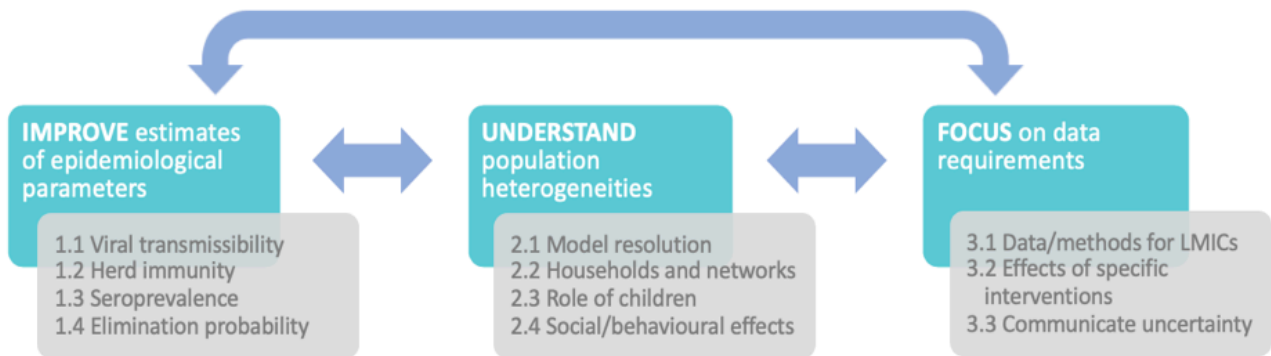 IMPROVE estimates
of epidemiological
parameters
1.1 Viral transmissibility
1.2 Herd immunity
1.3 Seroprevalence
1.4 Elimination probability
UNDERSTAND
population
heterogeneities
2.1 Model resolution
2.2 Households and networks
2.3 Role of children
2.4 Social/behavioural effects
FOCUS on data
requirements
3.1 Data/methods for LMICs
3.2 Effects of specific
interventions
3.3 Communicate uncertainty